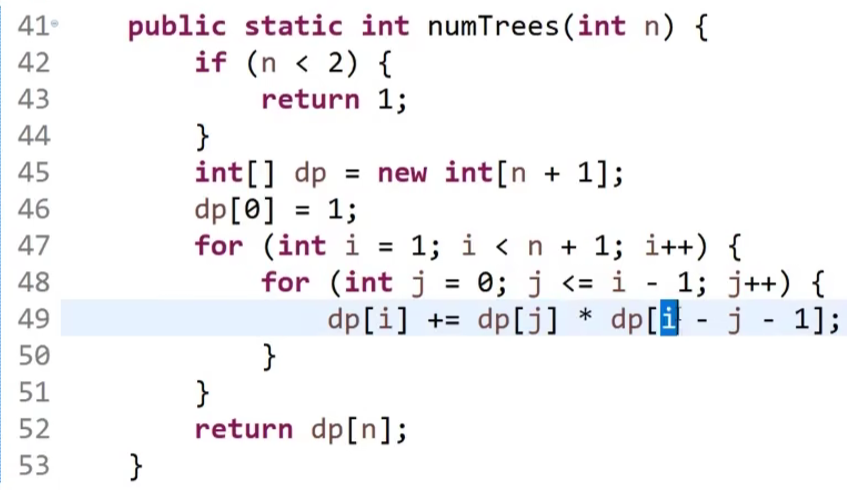 41 public static int numTrees(int n) {
42 if (n < 2) {
43 return 1;
44 }
45 int[] dp = new int[n + 1];
46 dp[0] = 1;
47 for (int i = 1; i < n + 1; i++) {
48 for (int j = 0; j <= i - 1; j++) {
49 dp[i] += dp[j] * dp[i - j - 1];
50 }
51 }
52 return dp[n];
53 }